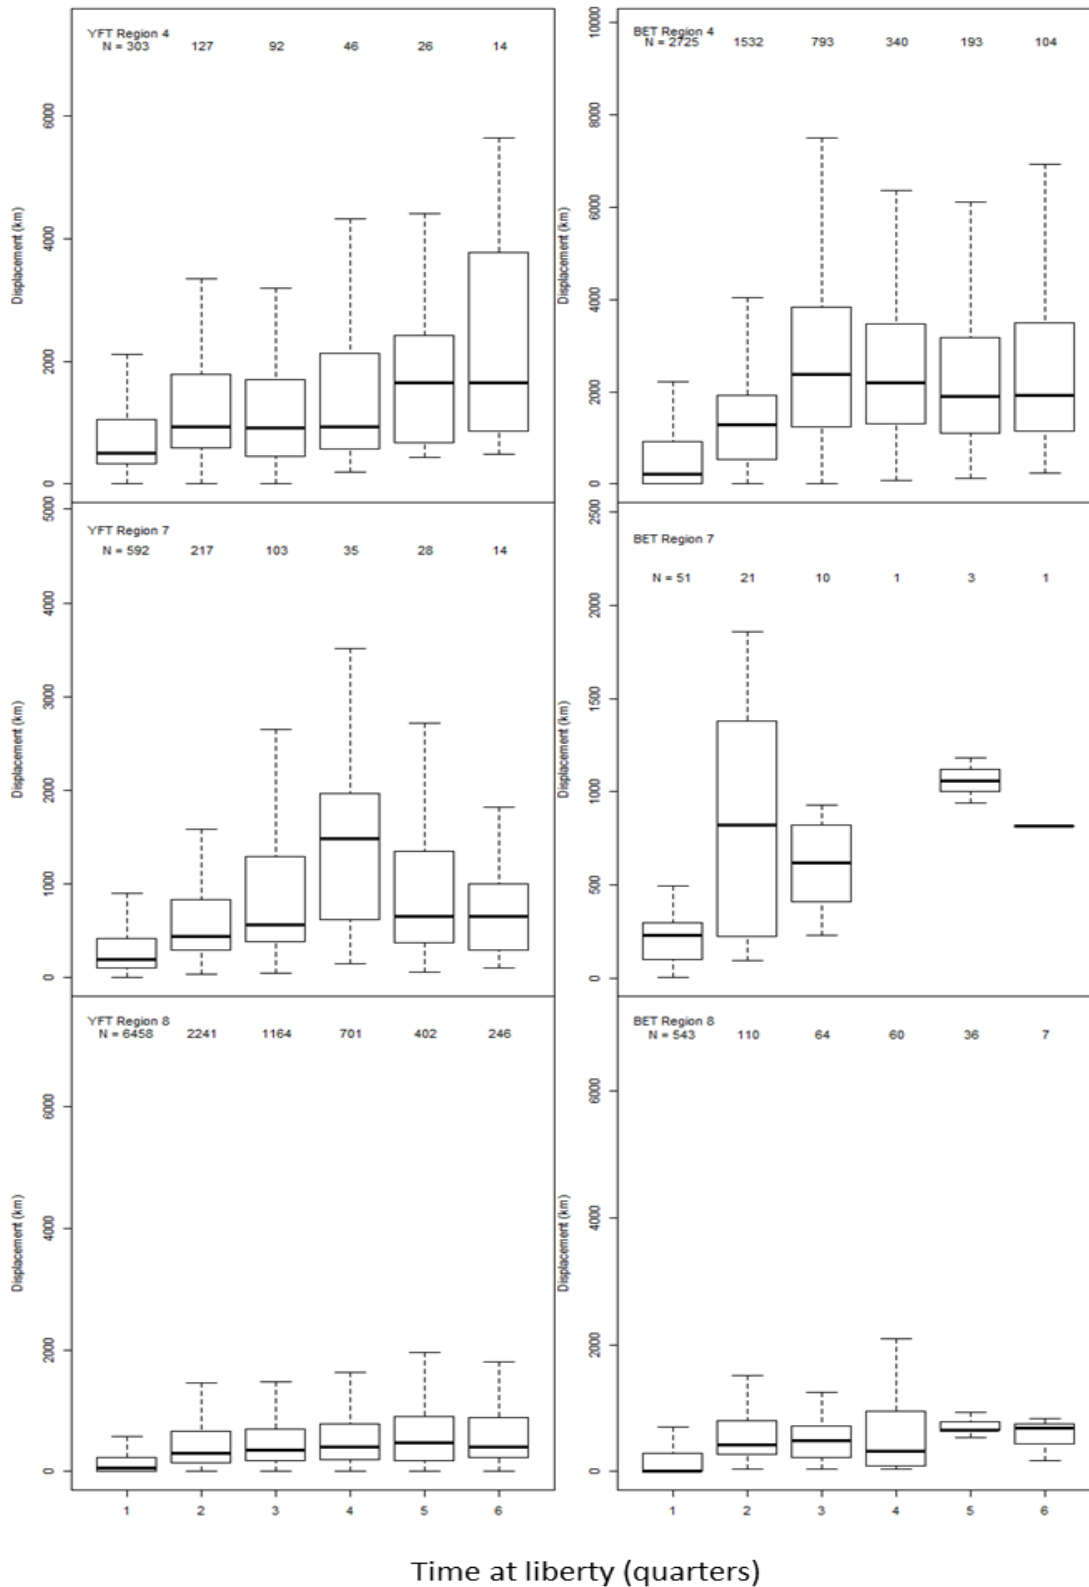 YFT Region 4
N = 303 127 92 46 26 14
Displacement (km)
0 2000 4000 6000
BET Region 4
N = 2725 1532 793 340 193 104
Displacement (km)
0 2000 4000 6000 8000 10000
YFT Region 7
N = 592 217 103 35 28 14
Displacement (km)
0 1000 2000 3000 4000 5000
BET Region 7
N = 51 21 10 1 3 1
Displacement (km)
0 500 1000 1500 2000 2500
YFT Region 8
N = 6458 2241 1164 701 402 246
Displacement (km)
0 2000 4000 6000
1 2 3 4 5 6
BET Region 8
N = 543 110 64 60 36 7
Displacement (km)
0 2000 4000 6000
1 2 3 4 5 6
Time at liberty (quarters)